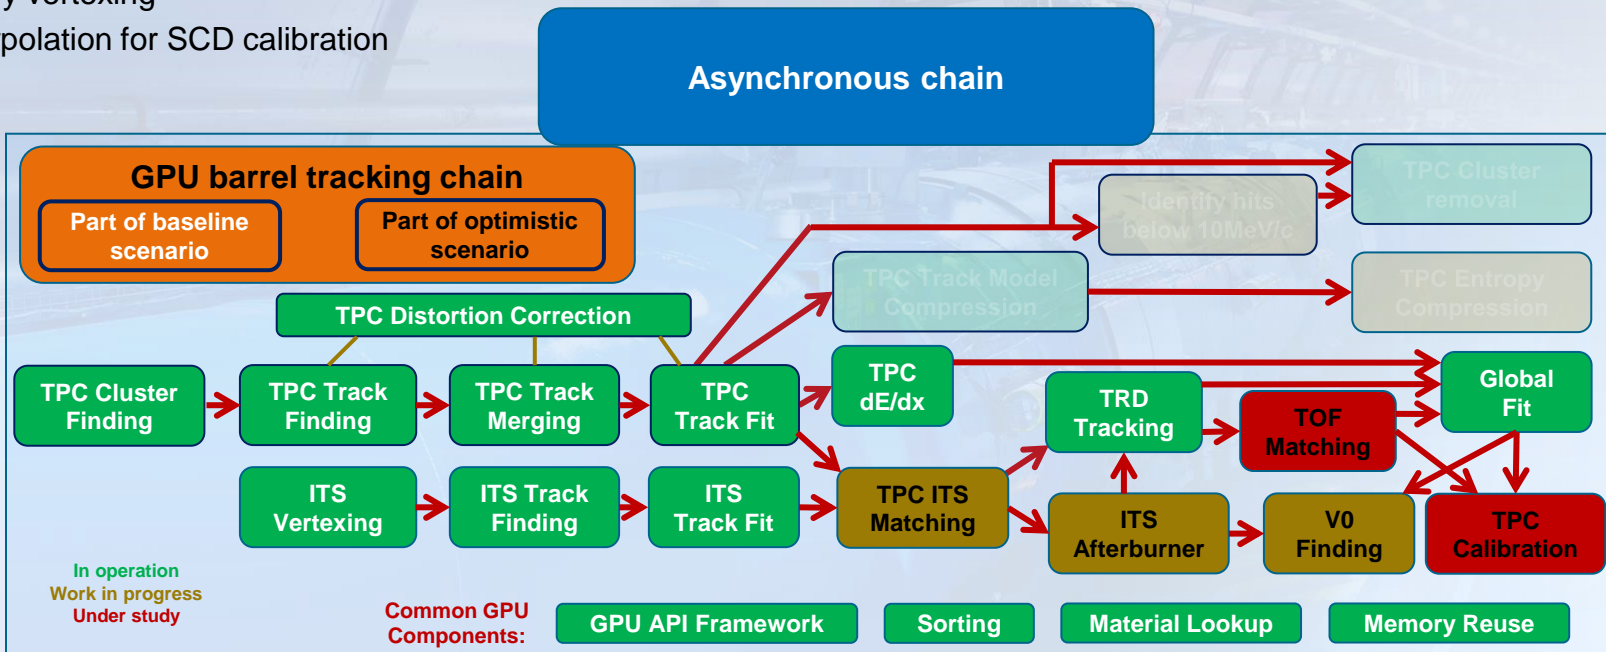 y vertexing
rpolation for SCD calibration
Asynchronous chain
GPU barrel tracking chain
Part of baseline
scenario
Part of optimistic
scenario
TPC Cluster
removal
Identify hits
below 10MeV/c
TPC Track Model
Compression
TPC Entropy
Compression
TPC Distortion Correction
TPC Cluster
Finding
TPC Track
Finding
TPC Track
Merging
TPC
Track Fit
TPC
dE/dx
TRD
Tracking
TOF
Matching
Global
Fit
ITS
Vertexing
ITS Track
Finding
ITS
Track Fit
TPC ITS
Matching
ITS
Afterburner
V0
Finding
TPC
Calibration
In operation
Work in progress
Under study
Common GPU
Components:
GPU API Framework
Sorting
Material Lookup
Memory Reuse